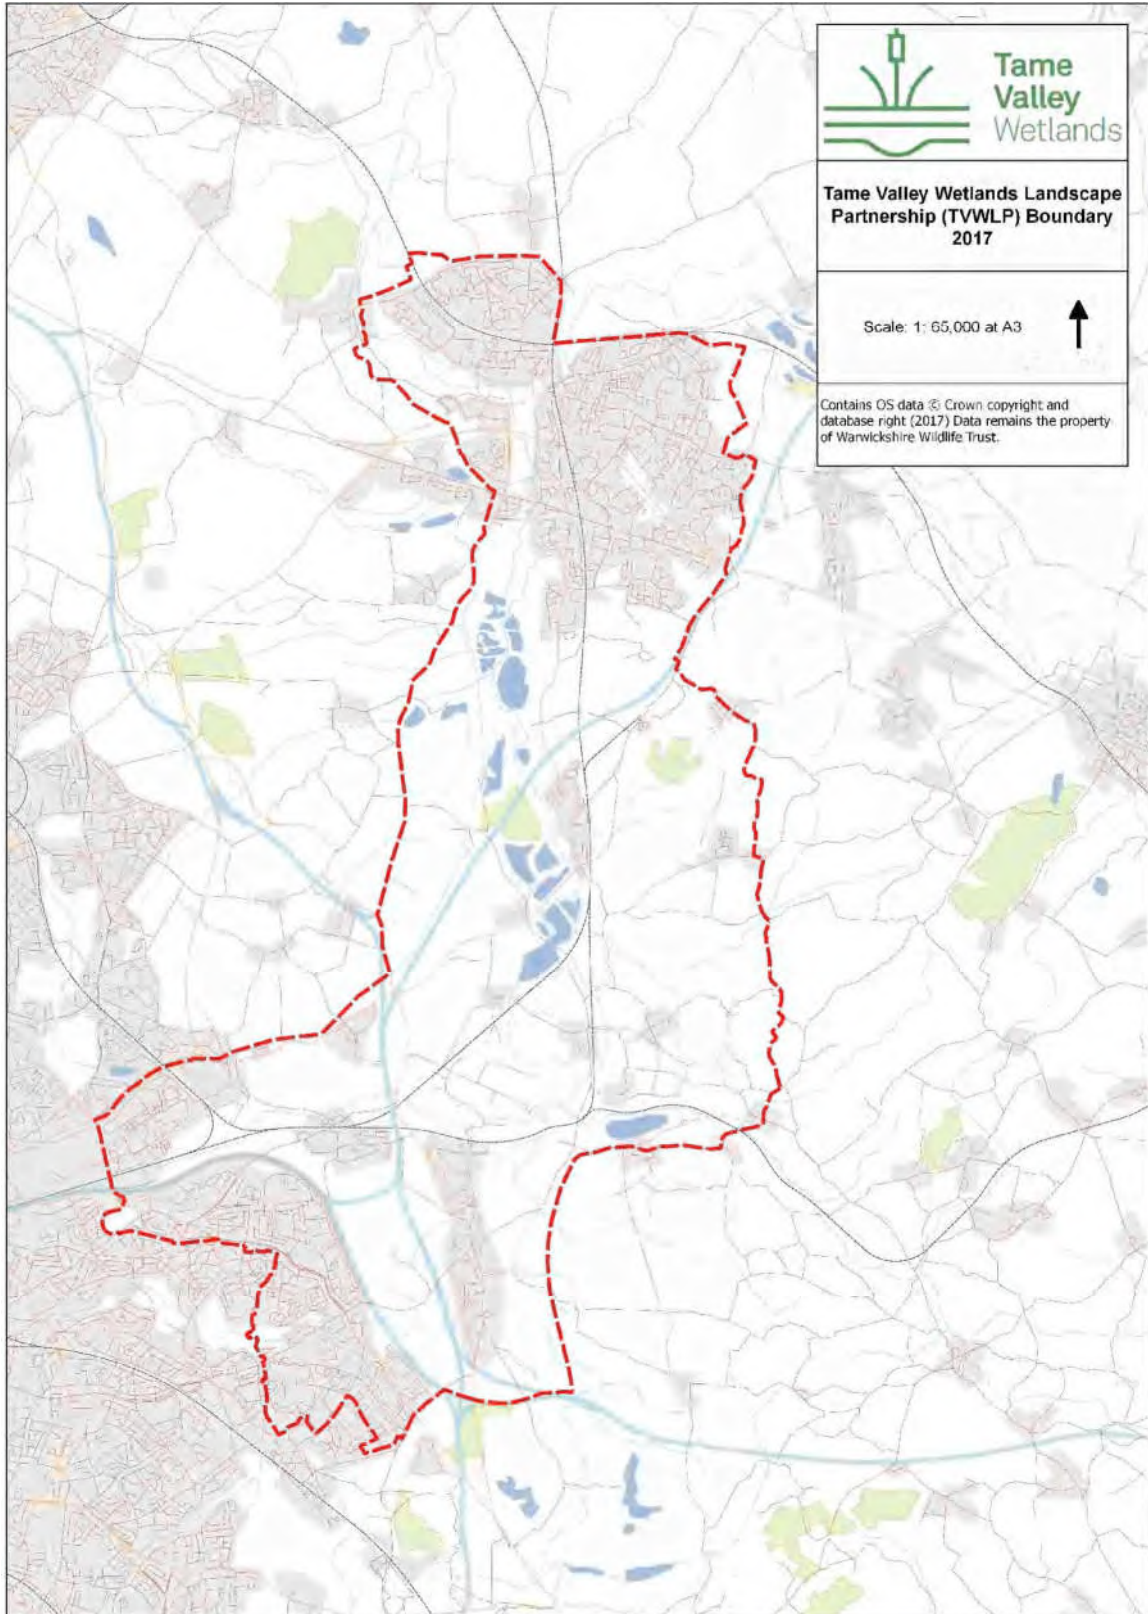 Tame
Valley
Wetlands
Tame Valley Wetlands Landscape
Partnership (TVWLP) Boundary
2017
Scale: 1: 65,000 at A3
Contains OS data © Crown copyright and
database right (2017) Data remains the property
of Warwickshire Wildlife Trust.